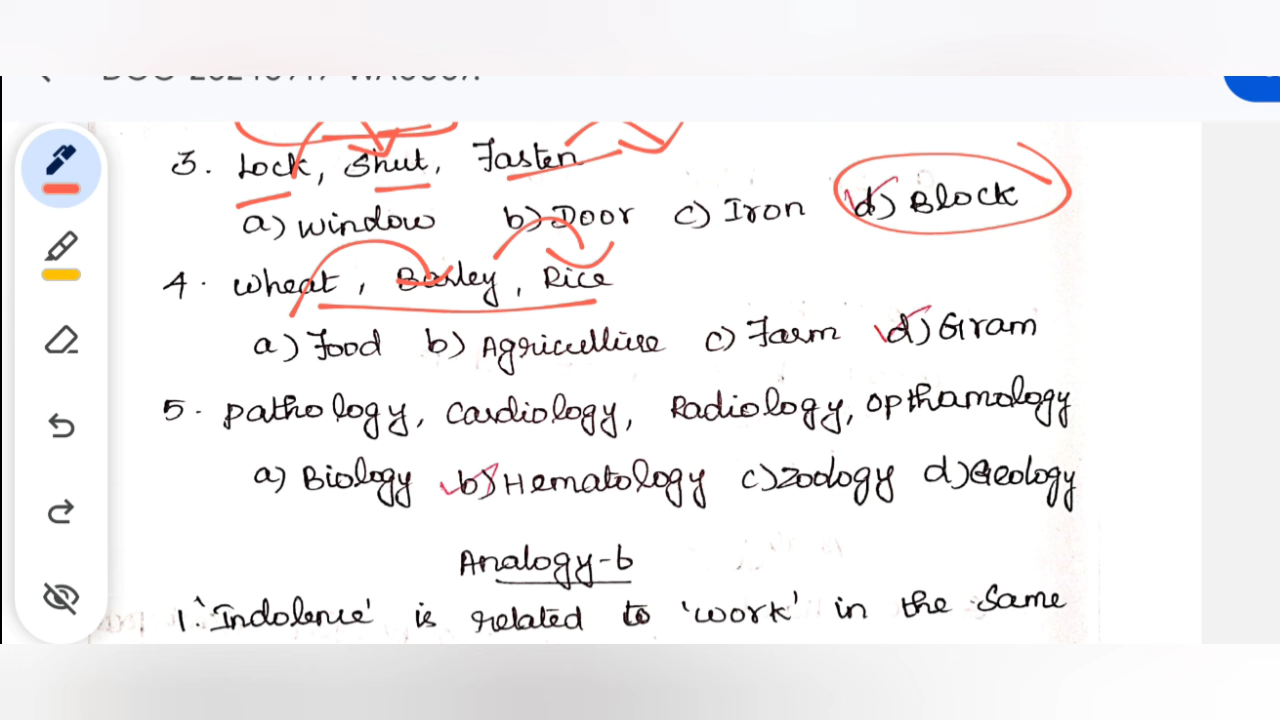 3. Lock, Shut, Fasten
a) window b) Door c) Iron d) Block
4. wheat, Barley, Rice
a) Food b) Agriculture c) Farm d) Gram
5. pathology, cardiology, Radiology, opthamology
a) Biology b) Hematology c) zoology d) Geology
Analogy-b
1. 'Indolence' is related to 'work' in the same